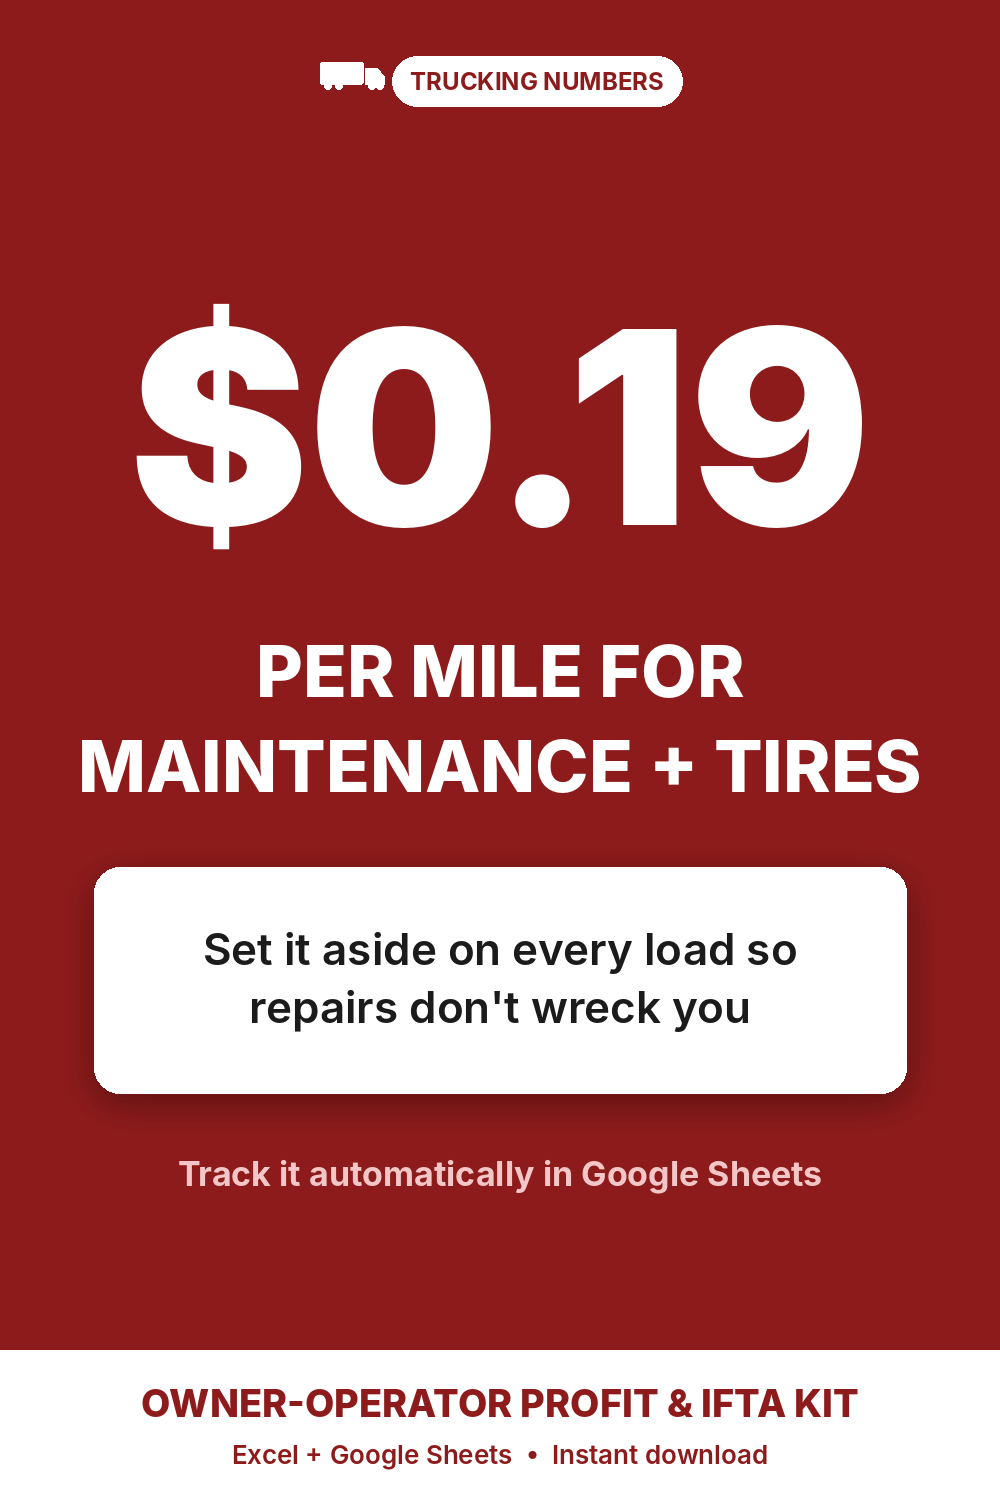 TRUCKING NUMBERS
$0.19
PER MILE FOR
MAINTENANCE + TIRES
Set it aside on every load so
repairs don't wreck you
Track it automatically in Google Sheets
OWNER-OPERATOR PROFIT & IFTA KIT
Excel + Google Sheets • Instant download